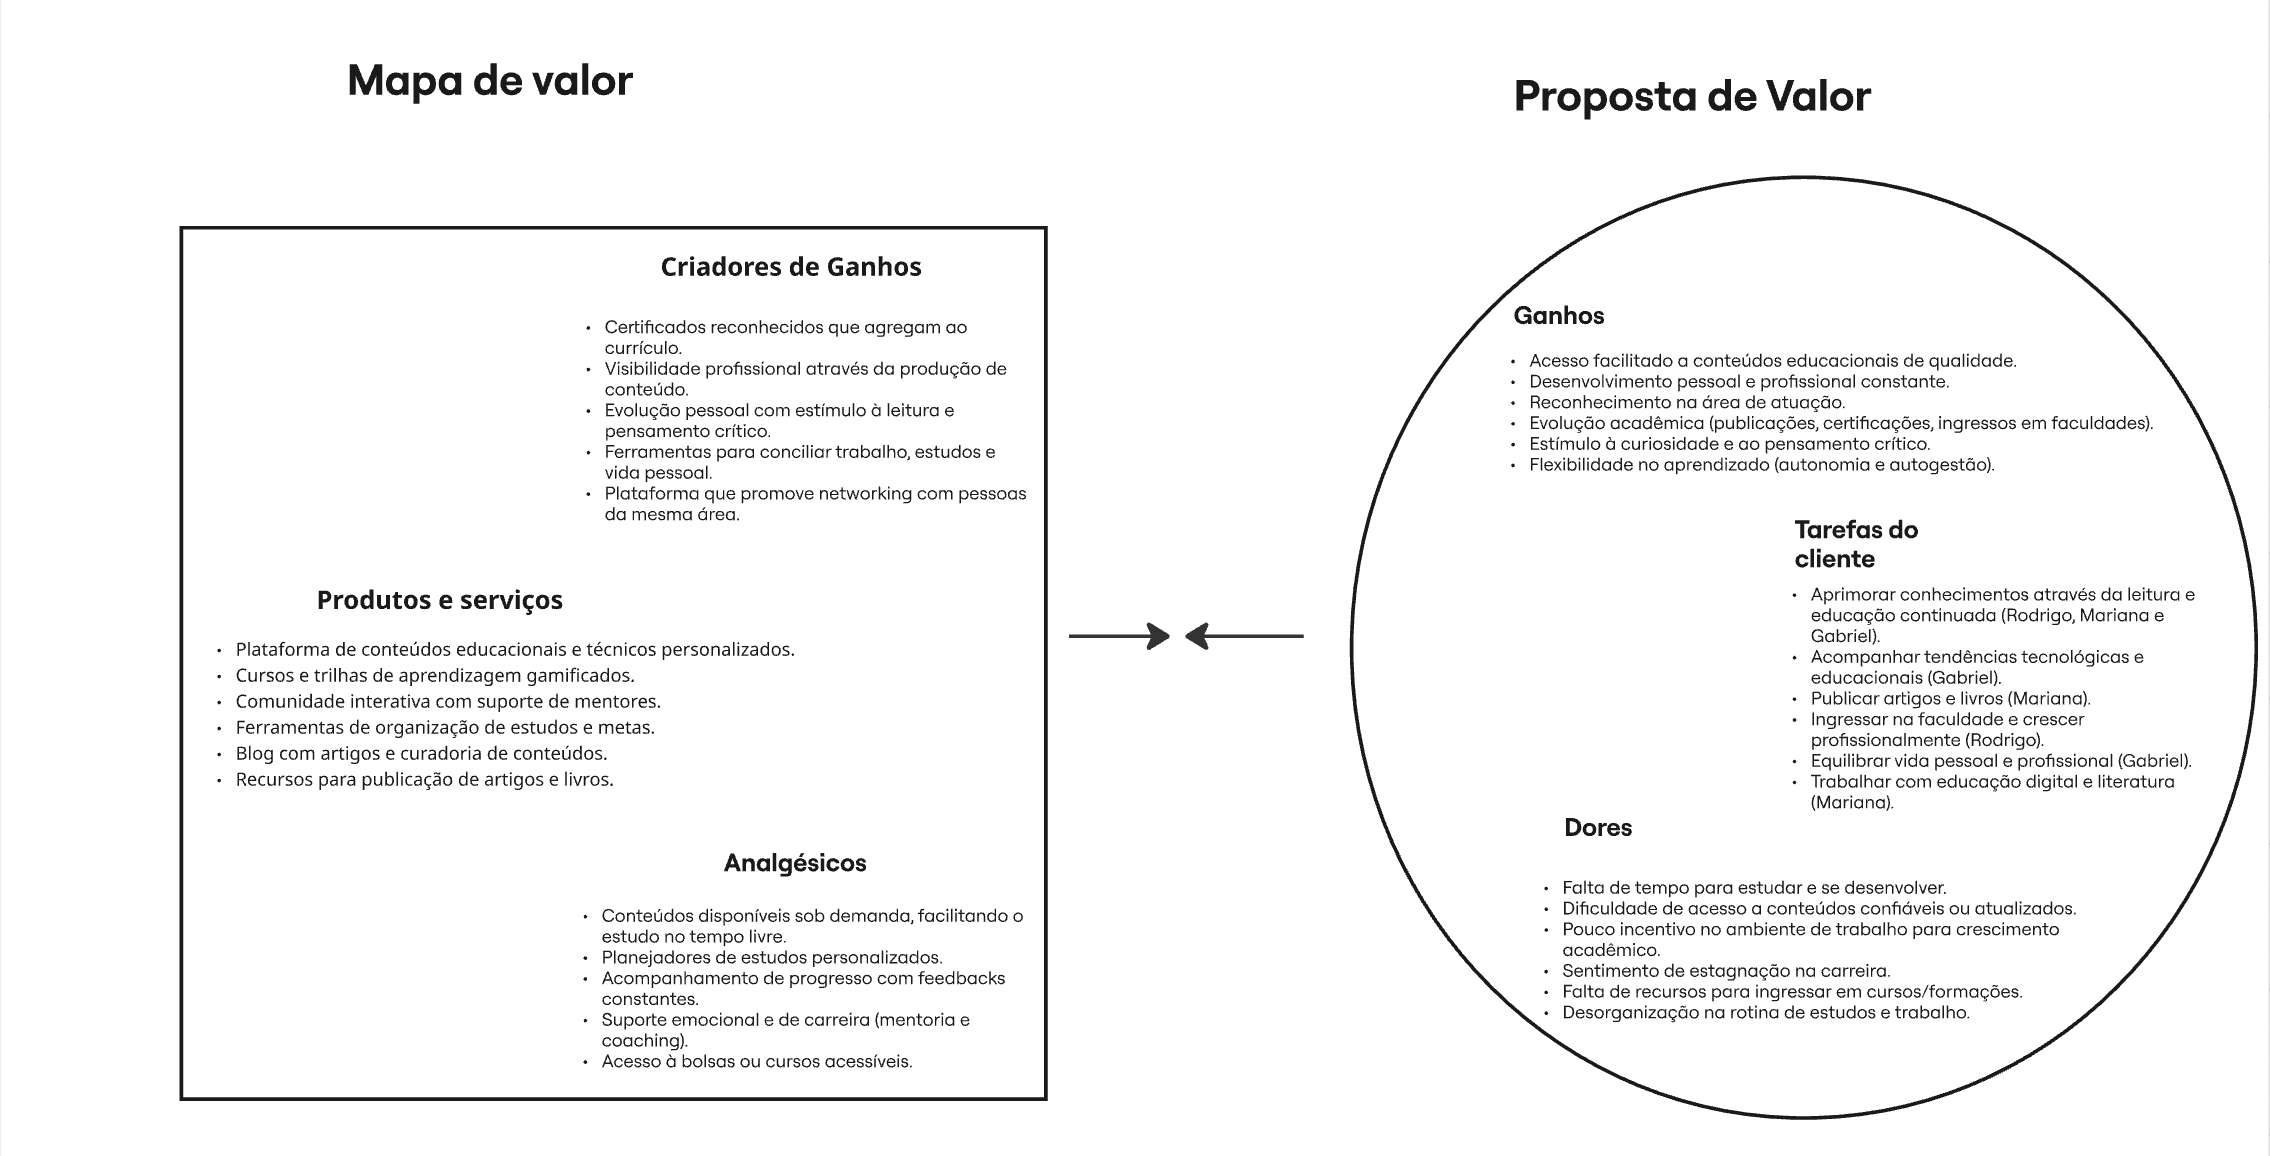 Mapa de valor
Criadores de Ganhos
• Certificados reconhecidos que agregam ao
currículo.
• Visibilidade profissional através da produção de
conteúdo.
• Evolução pessoal com estímulo à leitura e
pensamento crítico.
• Ferramentas para conciliar trabalho, estudos e
vida pessoal.
• Plataforma que promove networking com pessoas
da mesma área.
Produtos e serviços
• Plataforma de conteúdos educacionais e técnicos personalizados.
• Cursos e trilhas de aprendizagem gamificados.
• Comunidade interativa com suporte de mentores.
• Ferramentas de organização de estudos e metas.
• Blog com artigos e curadoria de conteúdos.
• Recursos para publicação de artigos e livros.
Analgésicos
• Conteúdos disponíveis sob demanda, facilitando o
estudo no tempo livre.
• Planejadores de estudos personalizados.
• Acompanhamento de progresso com feedbacks
constantes.
• Suporte emocional e de carreira (mentoria e
coaching).
• Acesso à bolsas ou cursos acessíveis.
Proposta de Valor
Ganhos
• Acesso facilitado a conteúdos educacionais de qualidade.
• Desenvolvimento pessoal e profissional constante.
• Reconhecimento na área de atuação.
• Evolução acadêmica (publicações, certificações, ingressos em faculdades).
• Estímulo à curiosidade e ao pensamento crítico.
• Flexibilidade no aprendizado (autonomia e autogestão).
Tarefas do
cliente
• Aprimorar conhecimentos através da leitura e
educação continuada (Rodrigo, Mariana e
Gabriel).
• Acompanhar tendências tecnológicas e
educacionais (Gabriel).
• Publicar artigos e livros (Mariana).
• Ingressar na faculdade e crescer
profissionalmente (Rodrigo).
• Equilibrar vida pessoal e profissional (Gabriel).
• Trabalhar com educação digital e literatura
(Mariana).
Dores
• Falta de tempo para estudar e se desenvolver.
• Dificuldade de acesso a conteúdos confiáveis ou atualizados.
• Pouco incentivo no ambiente de trabalho para crescimento
acadêmico.
• Sentimento de estagnação na carreira.
• Falta de recursos para ingressar em cursos/formações.
• Desorganização na rotina de estudos e trabalho.